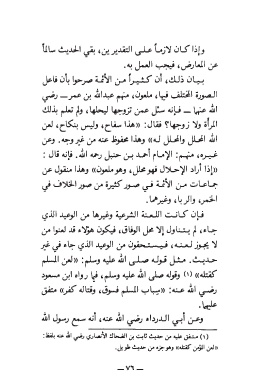 وإذا كان لازماً على التقديرين، بقي الحديث سالماً
عن المعارض، فيجب العمل به.
بيان ذلك، أن كثيراً من الأئمة صرحوا بأن فاعل
الصورة المختلف فيها، ملعون، منهم عبدالله بن عمر ــ رضي
الله عنهما ــ فإنه سئل عمن تزوجها ليحلها، ولم تعلم بذلك
المرأة ولا زوجها؟ فقال: «هذا سفاح، وليس بنكاح، لعن
الله المحلل والمحلل له» وهذا محفوظ عنه من غير وجه. وعن
غيره، منهم: الإمام أحمد بن حنبل رحمه الله. فإنه قال:
«إذا أراد الإحلال فهو محلل، وهو ملعون» وهذا منقول عن
جماعات من الأئمة في صور كثيرة من صور الخلاف في
الخمر، والربا، وغيرهما.
فإن كانت اللعنة الشرعية وغيرها من الوعيد الذي
جاء، لم يتناول إلا محل الوفاق، فيكون هؤلاء قد لعنوا من
لا يجوز لعنه، فيستحقون من الوعيد الذي جاء في غير
حديث. مثل قوله صلى الله عليه وسلم: «لعن المسلم
كقتله» (١) وقوله صلى الله عليه وسلم، فيما رواه ابن مسعود
رضي الله عنه: «سباب المسلم فسوق، وقتاله كفر» متفق
عليهما.
وعن أبي الدرداء رضي الله عنه، أنه سمع رسول الله
(١) متفق عليه من حديث ثابت بن الضحاك الأنصاري رضي الله عنه بلفظ:
«لعن المؤمن كقتله» وهو جزء من حديث طويل.
ــ ٧٦ ــ